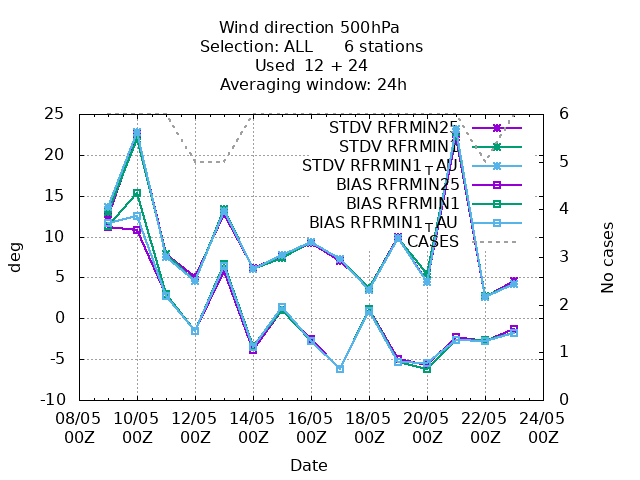 Wind direction 500hPa
Selection: ALL 6 stations
Used 12 + 24
Averaging window: 24h
25
20
15
10
5
0
-5
-10
deg
6
5
4
3
2
1
0
No cases
STDV RFRMIN25
STDV RFRMIN1
STDV RFRMIN1_TAU
BIAS RFRMIN25
BIAS RFRMIN1
BIAS RFRMIN1_TAU
CASES
08/05 10/05 12/05 14/05 16/05 18/05 20/05 22/05 24/05
00Z 00Z 00Z 00Z 00Z 00Z 00Z 00Z 00Z
Date